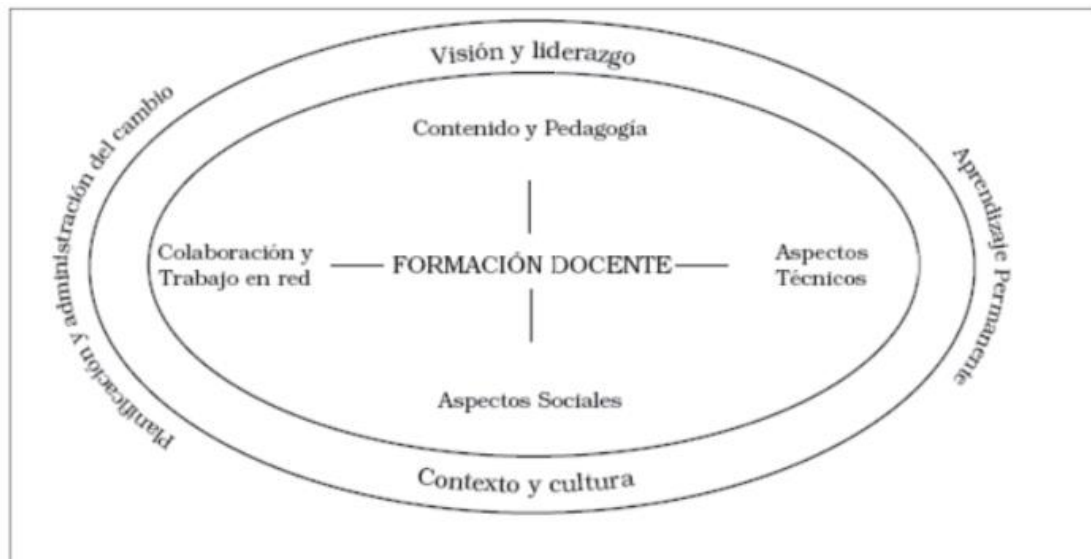 Visión y liderazgo
Contenido y Pedagogía
Planificación y administración del cambio
Colaboración y
Trabajo en red
FORMACIÓN DOCENTE
Aspectos
Técnicos
Aprendizaje Permanente
Aspectos Sociales
Contexto y cultura